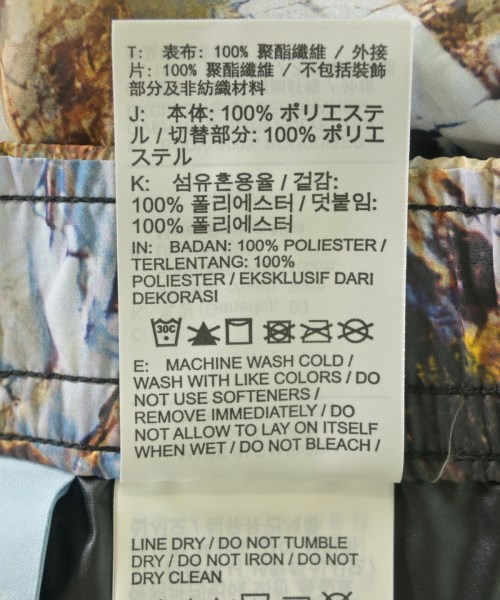 T: 表布: 100% 聚酯纖維 / 外接
片: 100% 聚酯纖維 / 不包括裝飾
部分及非紡織材料
J: 本体: 100% ポリエステ
ル / 切替部分: 100% ポリエ
ステル
K: 섬유혼용율 / 겉감:
100% 폴리에스터 / 덧붙임:
100% 폴리에스터
IN: BADAN: 100% POLIESTER /
TERLENTANG: 100%
POLIESTER / EKSKLUSIF DARI
DEKORASI
30C
E: MACHINE WASH COLD /
WASH WITH LIKE COLORS / DO
NOT USE SOFTENERS /
REMOVE IMMEDIATELY / DO
NOT ALLOW TO LAY ON ITSELF
WHEN WET / DO NOT BLEACH /
LINE DRY / DO NOT TUMBLE
DRY / DO NOT IRON / DO NOT
DRY CLEAN